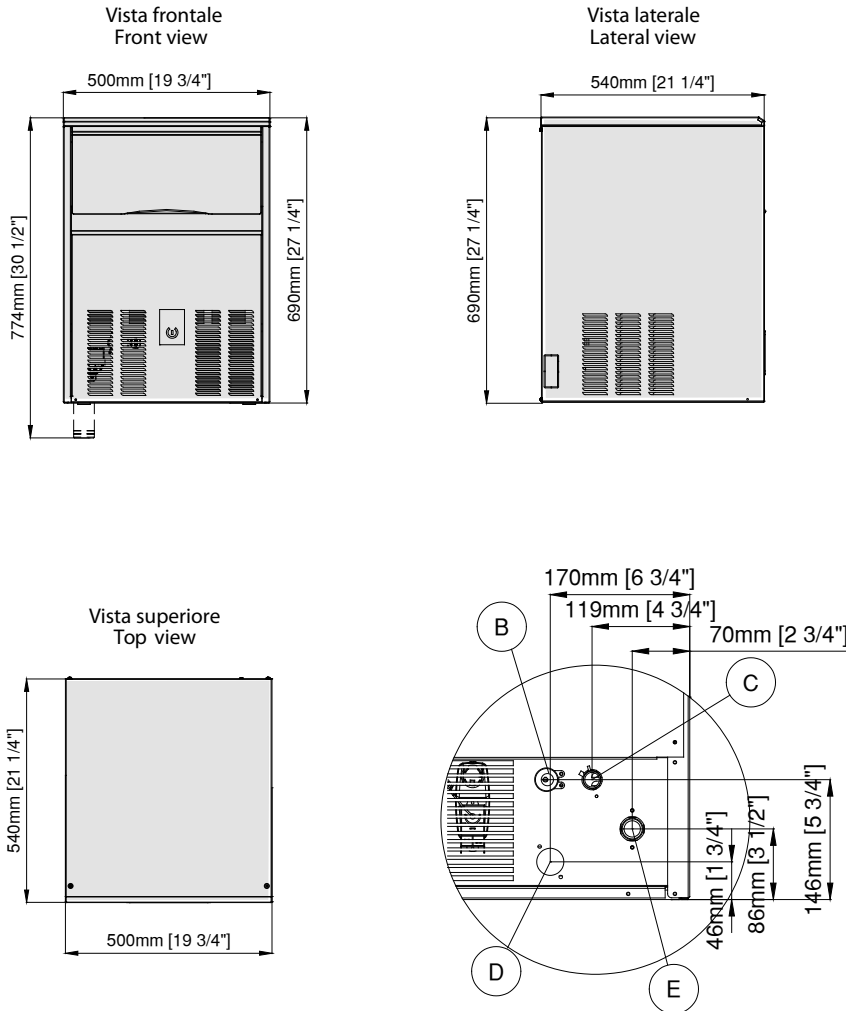 Vista frontale
Front view
500mm [19 3/4"]
774mm [30 1/2"]
690mm [27 1/4"]
Vista laterale
Lateral view
540mm [21 1/4"]
690mm [27 1/4"]
Vista superiore
Top view
540mm [21 1/4"]
500mm [19 3/4"]
170mm [6 3/4"]
119mm [4 3/4"]
70mm [2 3/4"]
B
C
46mm [1 3/4"]
86mm [3 1/2"]
146mm [5 3/4"]
D
E